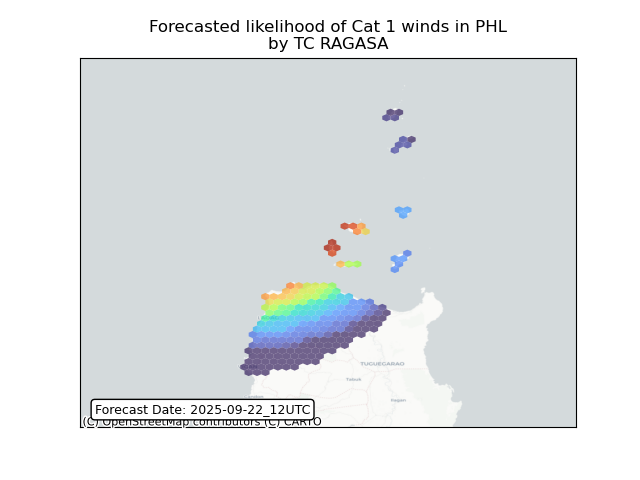 Forecasted likelihood of Cat 1 winds in PHL
by TC RAGASA
TUGUEGARAO
Tabuk
Ilagan
Forecast Date: 2025-09-22_12UTC
(C) OpenStreetMap contributors (C) CARTO